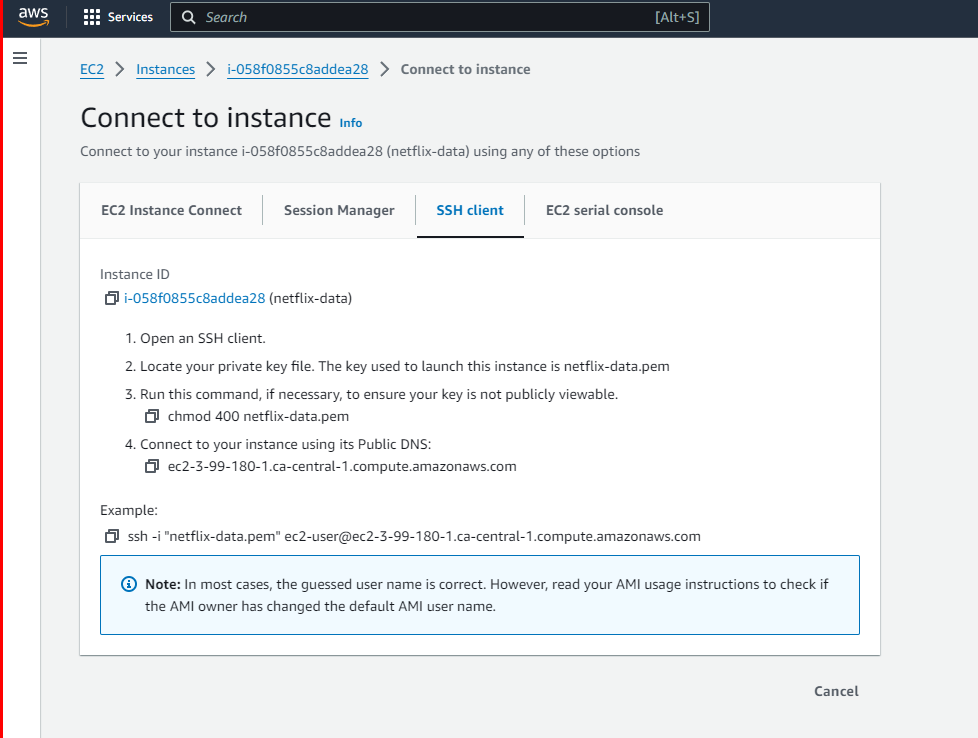 aws
Services
Search
[Alt+S]
EC2 > Instances > i-058f0855c8addea28 > Connect to instance
Connect to instance Info
Connect to your instance i-058f0855c8addea28 (netflix-data) using any of these options
EC2 Instance Connect
Session Manager
SSH client
EC2 serial console
Instance ID
i-058f0855c8addea28 (netflix-data)
1. Open an SSH client.
2. Locate your private key file. The key used to launch this instance is netflix-data.pem
3. Run this command, if necessary, to ensure your key is not publicly viewable.
chmod 400 netflix-data.pem
4. Connect to your instance using its Public DNS:
ec2-3-99-180-1.ca-central-1.compute.amazonaws.com
Example:
ssh -i "netflix-data.pem" ec2-user@ec2-3-99-180-1.ca-central-1.compute.amazonaws.com
Note: In most cases, the guessed user name is correct. However, read your AMI usage instructions to check if
the AMI owner has changed the default AMI user name.
Cancel